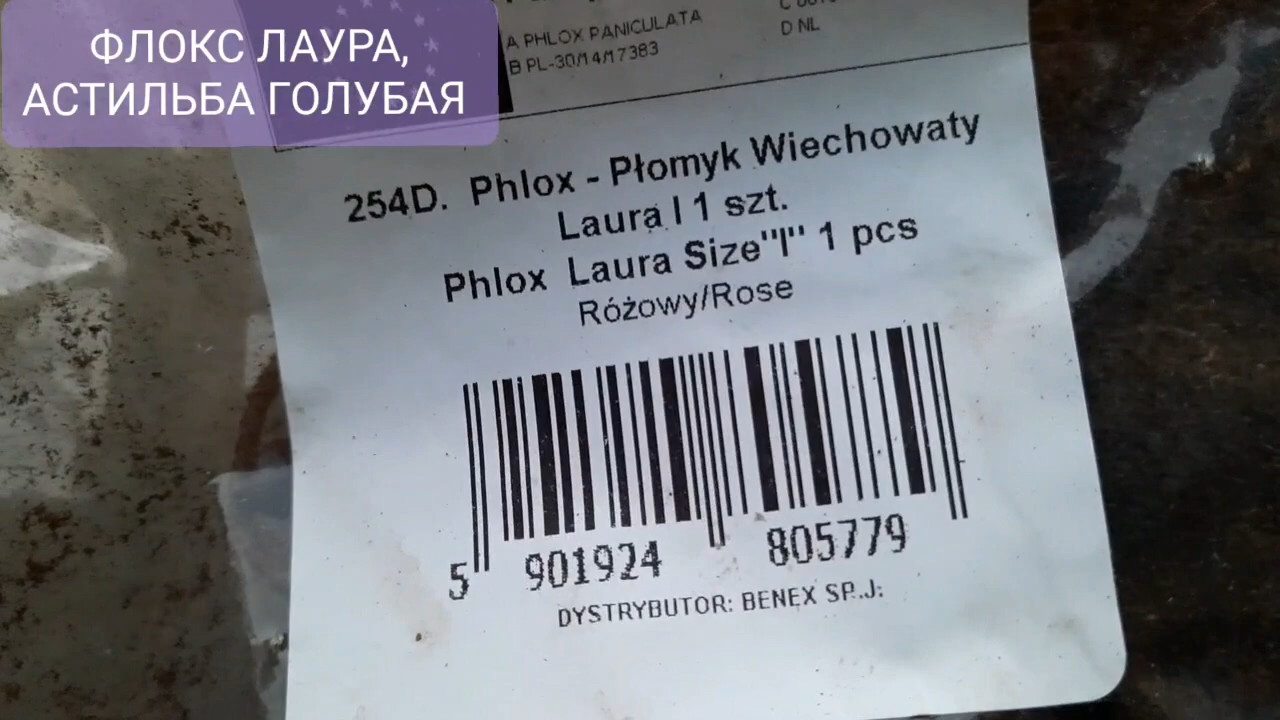 ФЛОКС ЛАУРА,
АСТИЛЬБА ГОЛУБАЯ
A PHLOX PANICULATA
B PL-30/14/17383
D NL
254D. Phlox - Płomyk Wiechowaty
Laura I 1 szt.
Phlox Laura Size"I" 1 pcs
Różowy/Rose
5 901924 805779
DYSTRYBUTOR: BENEX SP.J: